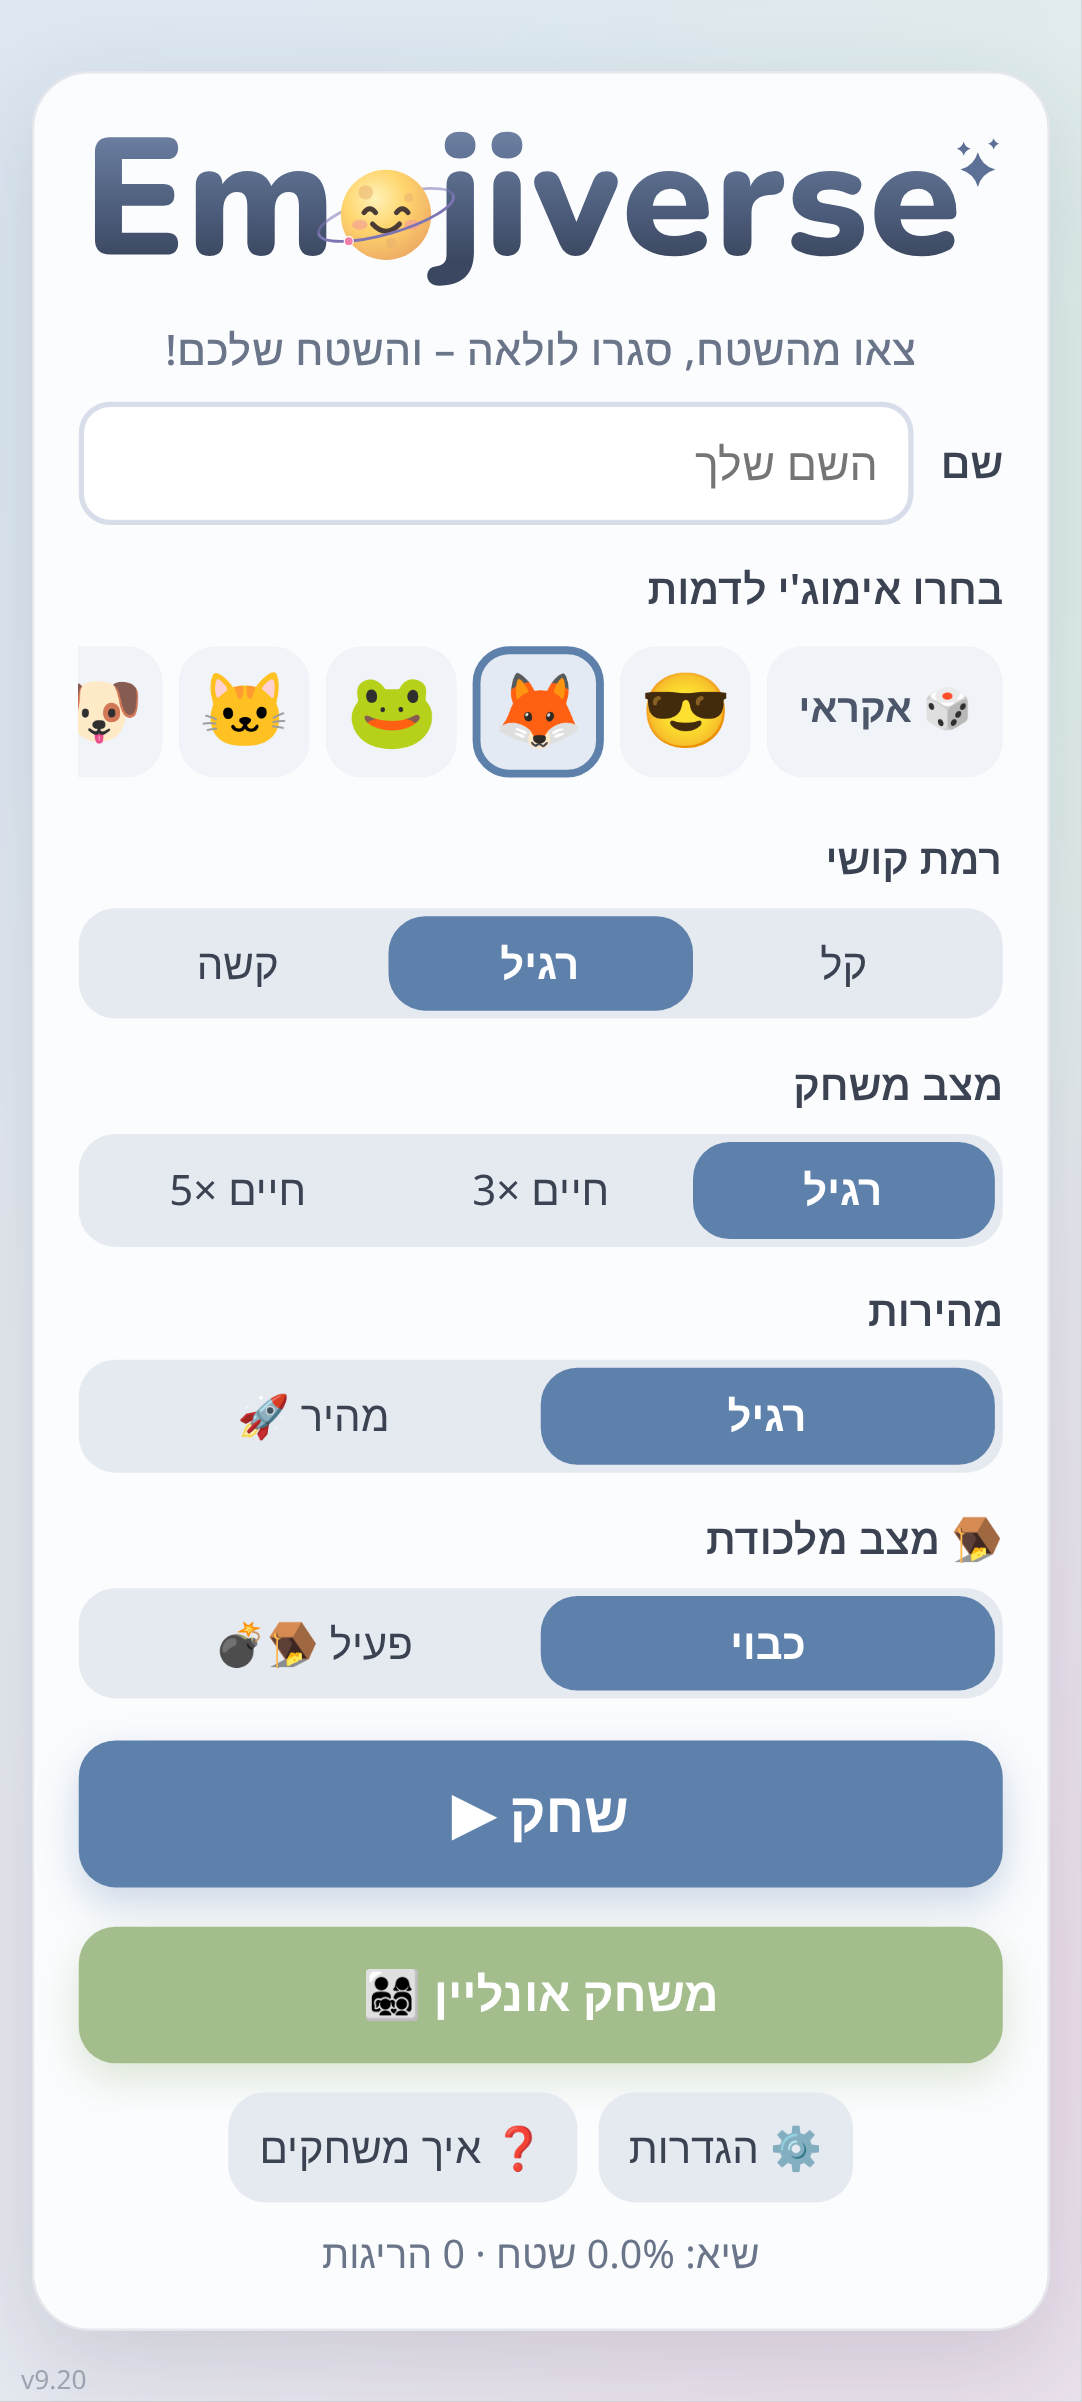 Emojiverse
צאו מהשטח, סגרו לולאה – והשטח שלכם!
שם
השם שלך
בחרו אימוג'י לדמות
🎲 אקראי 😎 🦊 🐸 🐱 🐶
רמת קושי
קל רגיל קשה
מצב משחק
רגיל חיים ×3 חיים ×5
מהירות
רגיל מהיר 🚀
🪤 מצב מלכודת
כבוי פעיל 🪤💣
שחק ▶
משחק אונליין 👨‍👩‍👧‍👦
⚙️ הגדרות ❓ איך משחקים
שיא: 0.0% שטח · 0 הריגות
v9.20